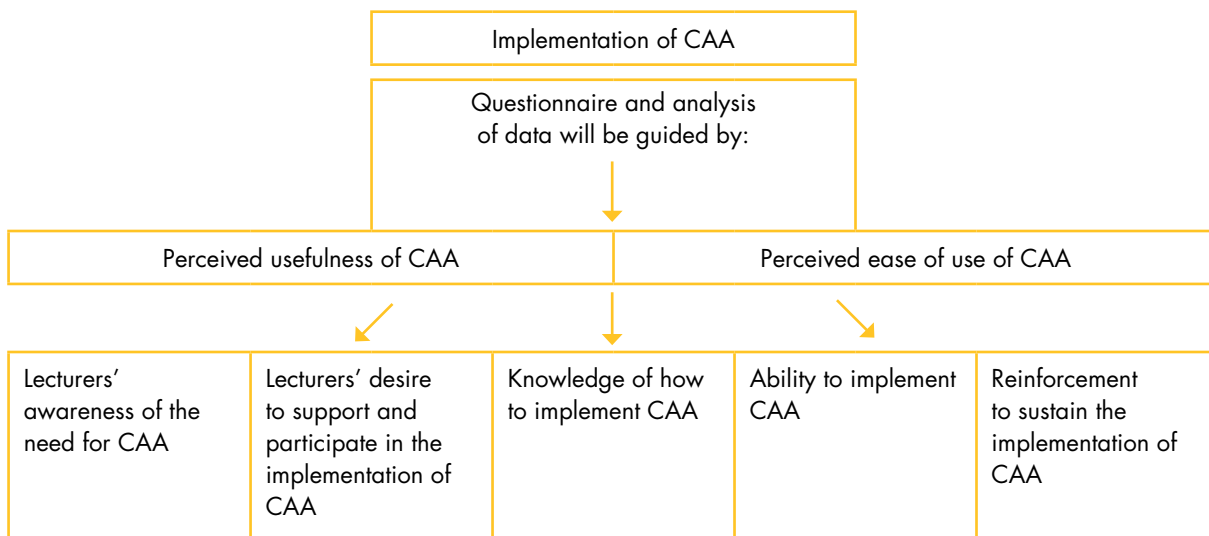 Implementation of CAA
Questionnaire and analysis
of data will be guided by:
Perceived usefulness of CAA
Perceived ease of use of CAA
Lecturers’
awareness of the
need for CAA
Lecturers’ desire
to support and
participate in the
implementation of
CAA
Knowledge of how
to implement CAA
Ability to implement
CAA
Reinforcement
to sustain the
implementation of
CAA